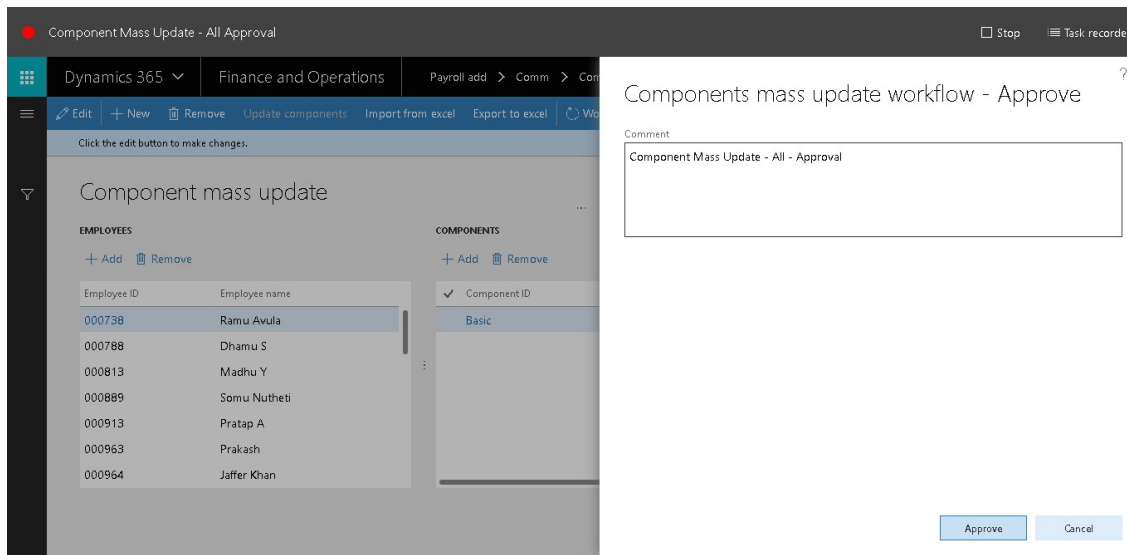 Component Mass Update - All Approval
Stop
Task recorde
Dynamics 365
Finance and Operations
Payroll add > Comm > Com
?
Components mass update workflow - Approve
Edit + New Remove Update components Import from excel Export to excel Wo
Click the edit button to make changes.
Comment
Component Mass Update - All - Approval
Component mass update
...
EMPLOYEES
+ Add Remove
Employee ID Employee name
000738 Ramu Avula
000788 Dhamu S
000813 Madhu Y
000889 Somu Nutheti
000913 Pratap A
000963 Prakash
000964 Jaffer Khan
COMPONENTS
+ Add Remove
Component ID
Basic
Approve
Cancel